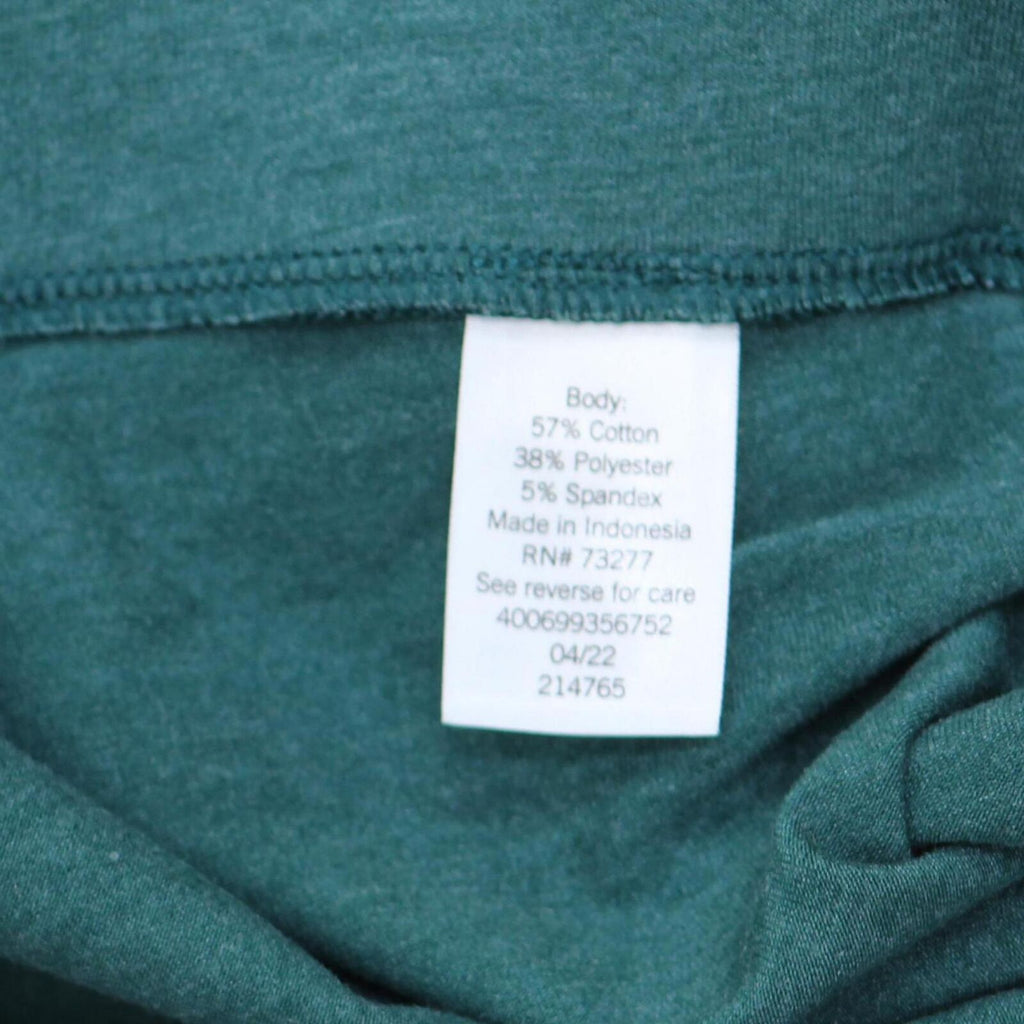 Body:
57% Cotton
38% Polyester
5% Spandex
Made in Indonesia
RN# 73277
See reverse for care
400699356752
04/22
214765